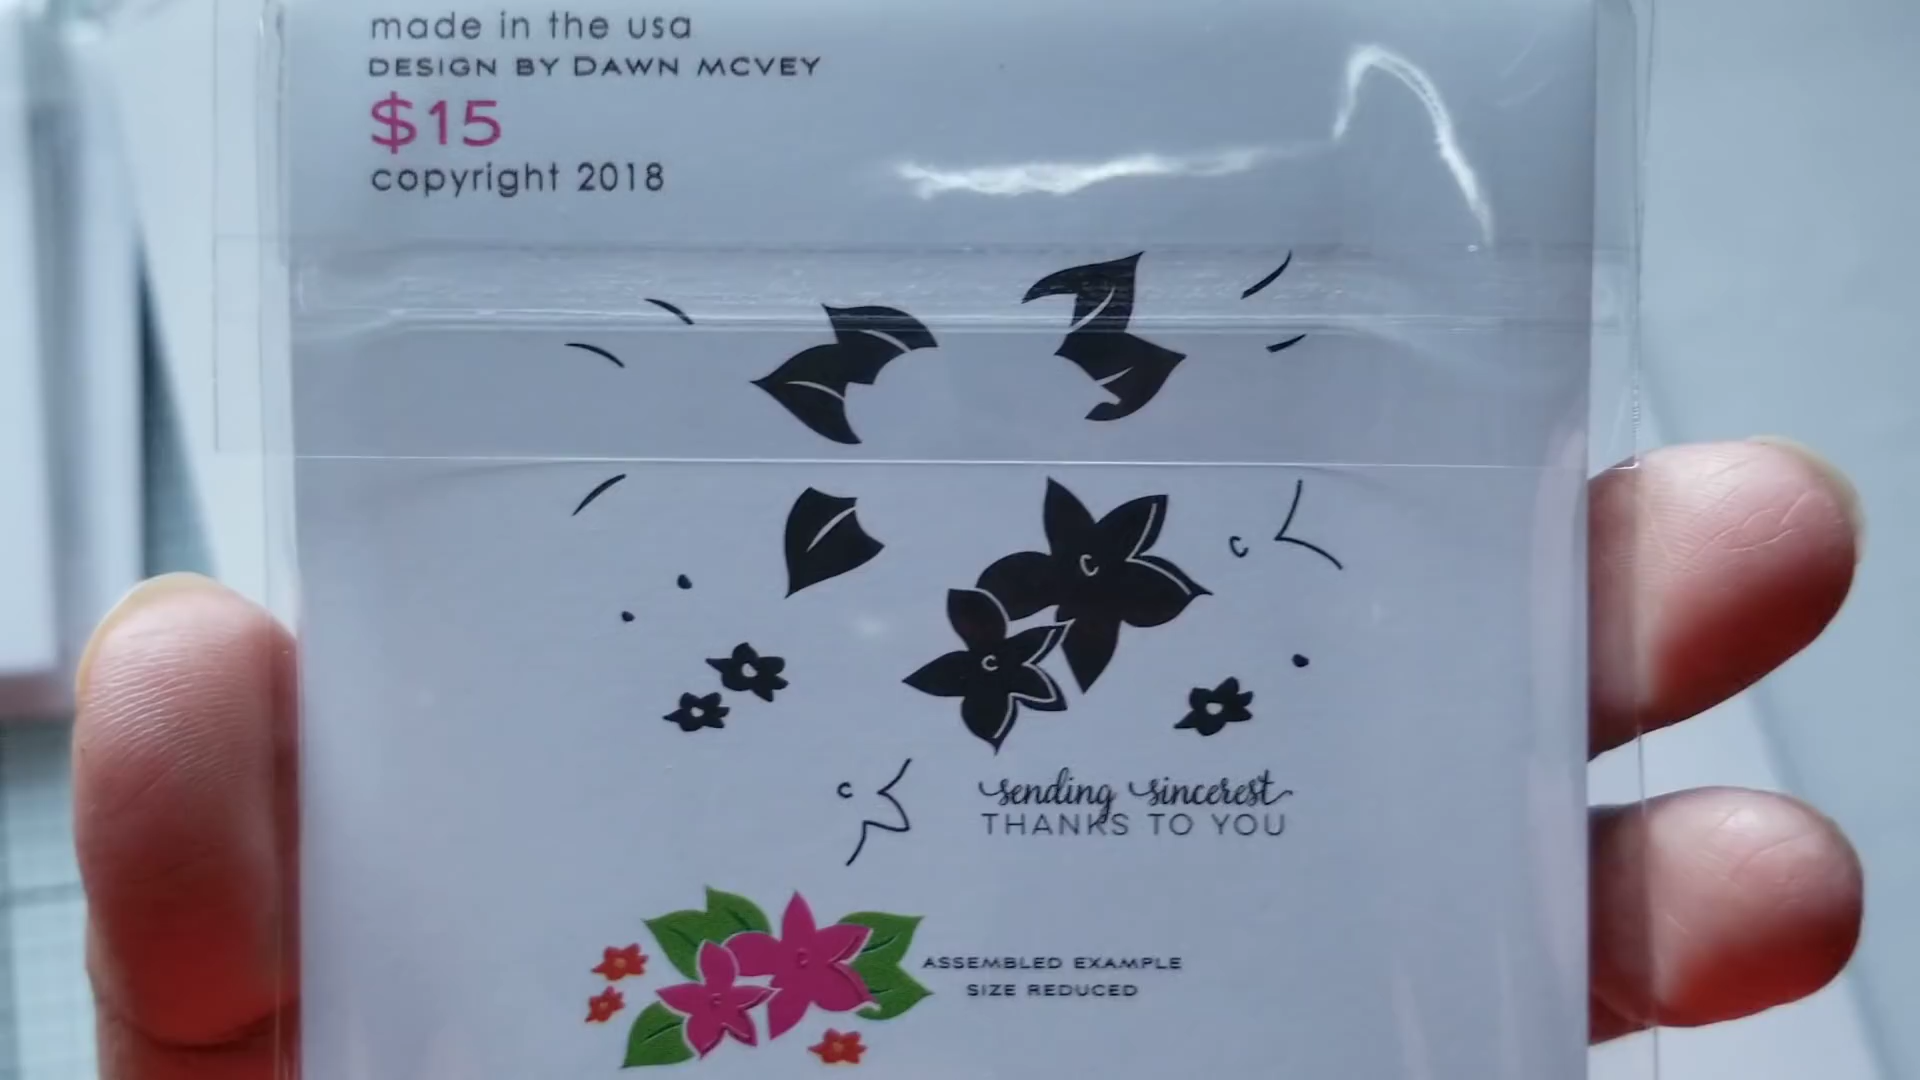 made in the usa
DESIGN BY DAWN MCVEY
$15
copyright 2018
sending sincerest
THANKS TO YOU
ASSEMBLED EXAMPLE
SIZE REDUCED